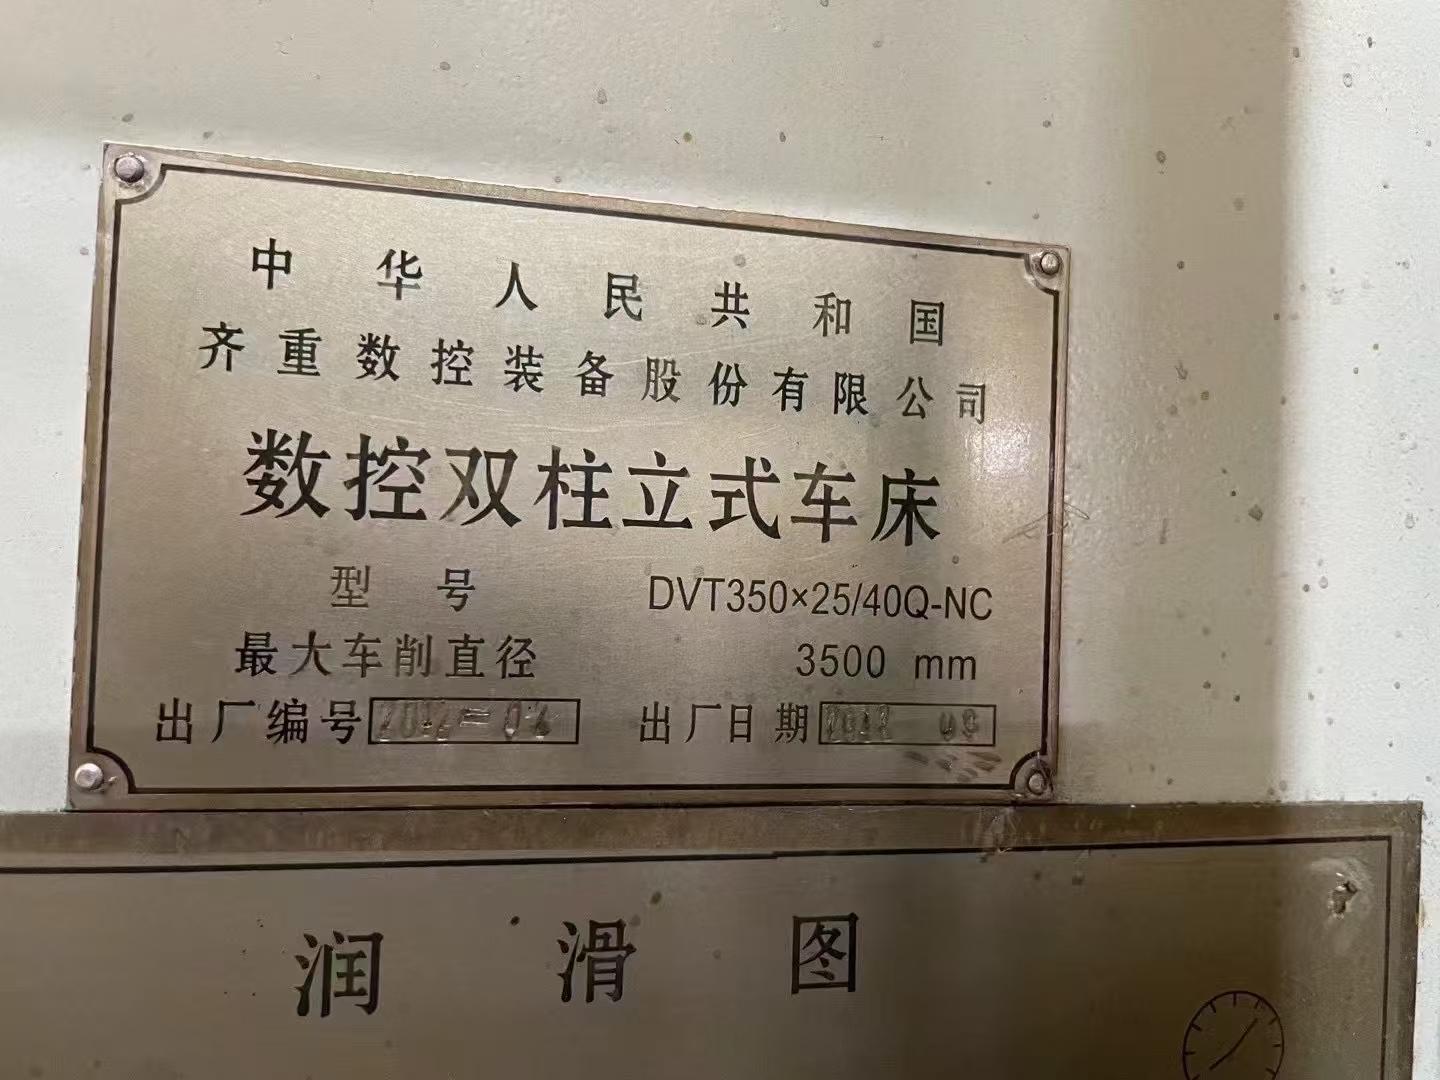 中华人民共和国
齐重数控装备股份有限公司
数控双柱立式车床
型号 DVT350×25/40Q-NC
最大车削直径 3500 mm
出厂编号 出厂日期
润滑图